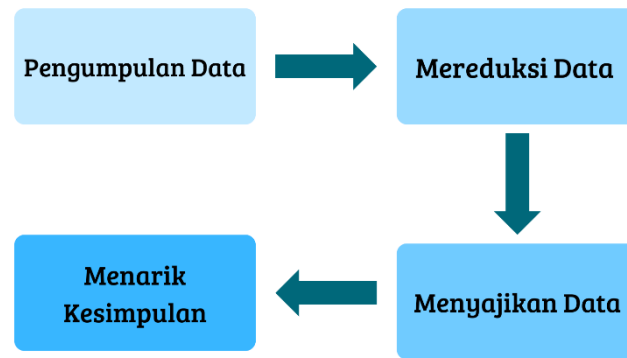 Pengumpulan Data
Mereduksi Data
Menyajikan Data
Menarik
Kesimpulan